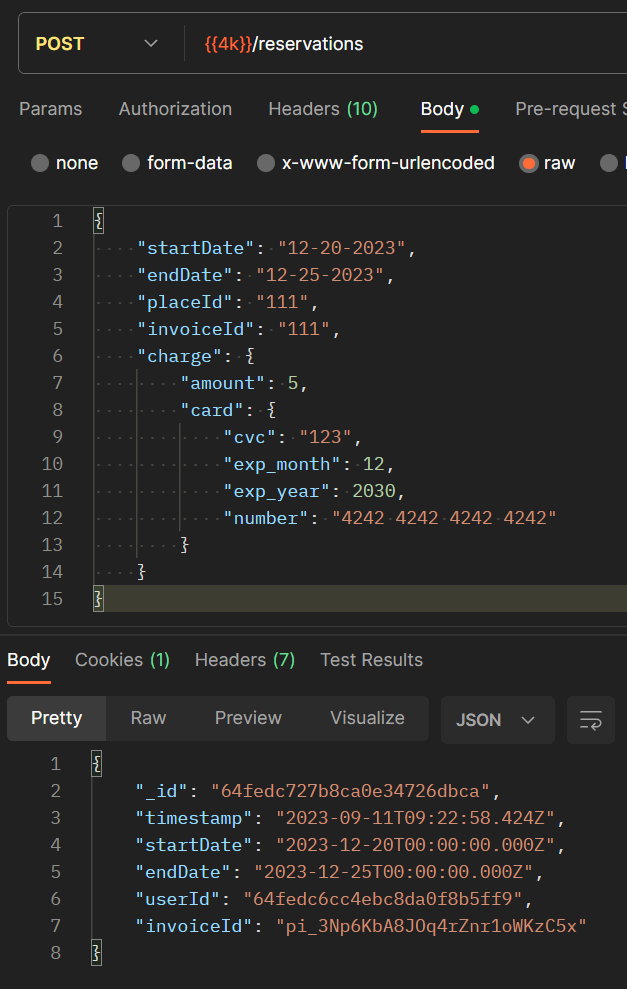 POST {{4k}}/reservations
Params Authorization Headers (10) Body Pre-request S
none form-data x-www-form-urlencoded raw
1 {
2 "startDate": "12-20-2023",
3 "endDate": "12-25-2023",
4 "placeId": "111",
5 "invoiceId": "111",
6 "charge": {
7 "amount": 5,
8 "card": {
9 "cvc": "123",
10 "exp_month": 12,
11 "exp_year": 2030,
12 "number": "4242 4242 4242 4242"
13 }
14 }
15 }
Body Cookies (1) Headers (7) Test Results
Pretty Raw Preview Visualize JSON
1 {
2 "_id": "64fedc727b8ca0e34726dbca",
3 "timestamp": "2023-09-11T09:22:58.424Z",
4 "startDate": "2023-12-20T00:00:00.000Z",
5 "endDate": "2023-12-25T00:00:00.000Z",
6 "userId": "64fedc6cc4ebc8da0f8b5ff9",
7 "invoiceId": "pi_3Np6KbA8JOq4rZnr1oWKzC5x"
8 }